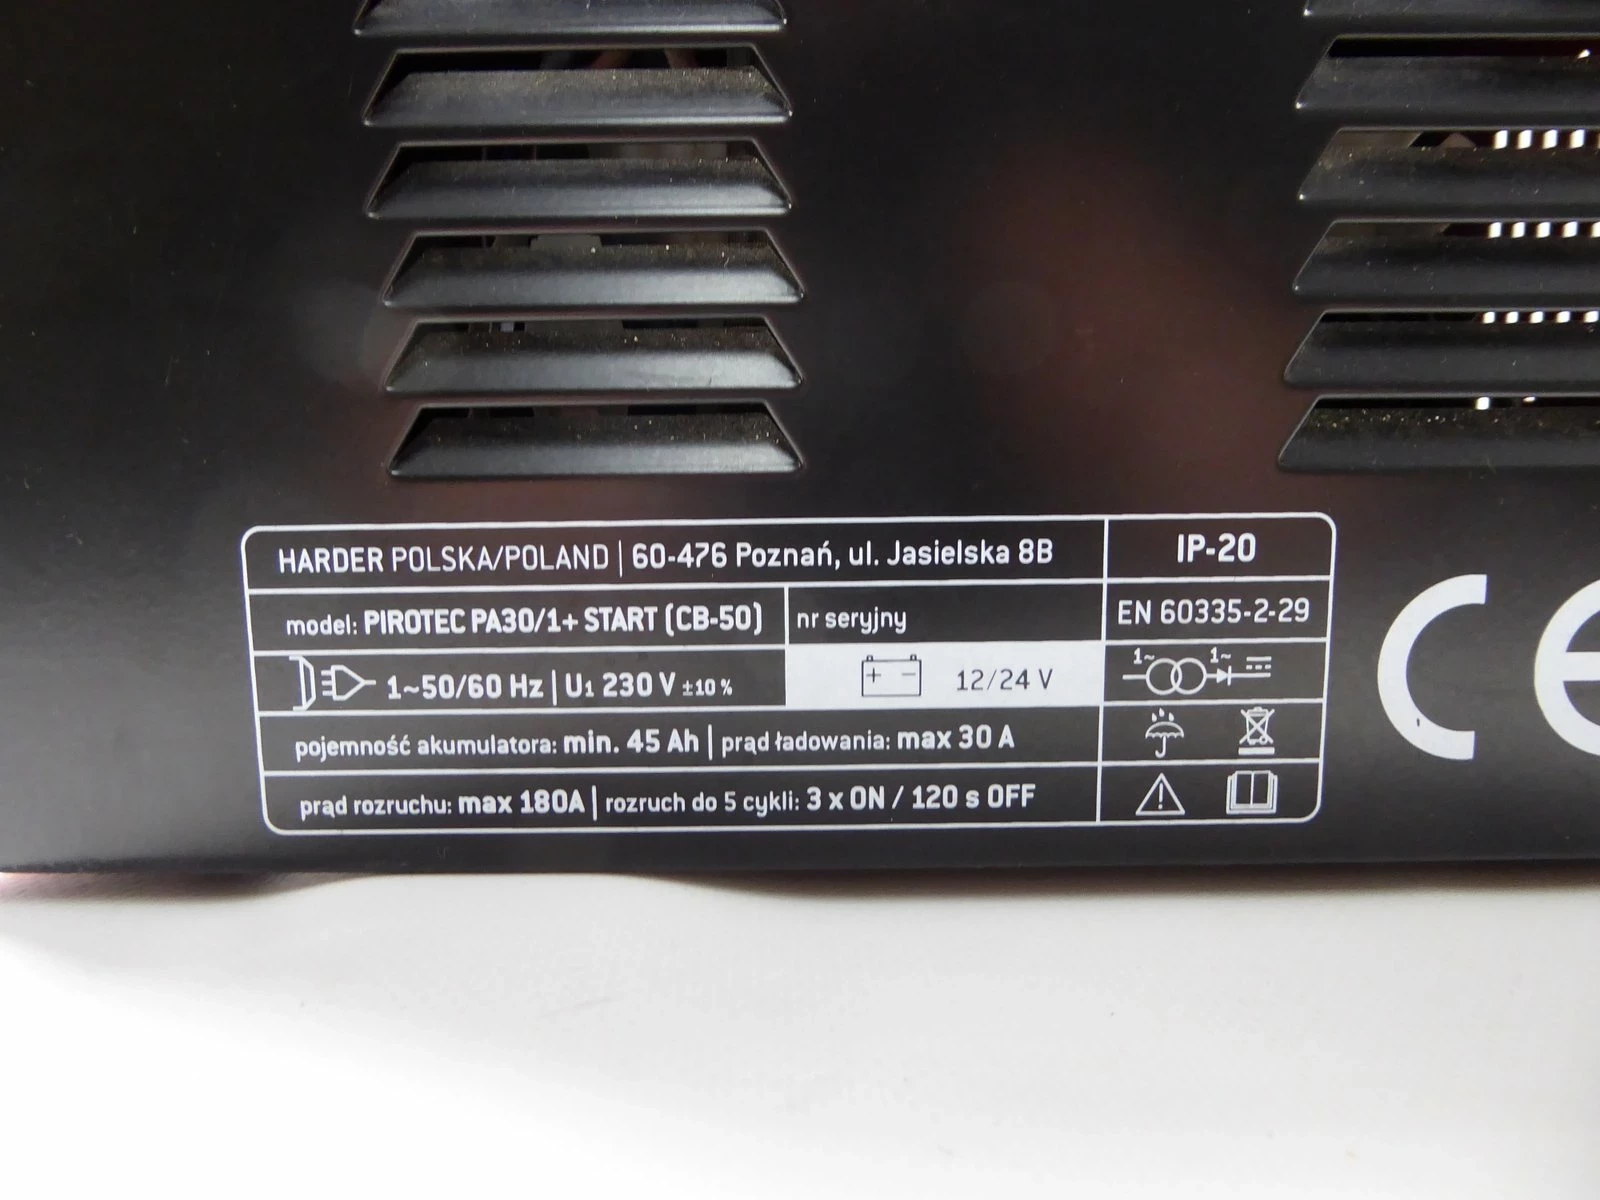 HARDER POLSKA/POLAND | 60-476 Poznań, ul. Jasielska 8B
IP-20
model: PIROTEC PA30/1+ START (CB-50)
nr seryjny
EN 60335-2-29
1~50/60 Hz | U1 230 V ±10 %
+ − 12/24 V
1~ 1~
pojemność akumulatora: min. 45 Ah | prąd ładowania: max 30 A
prąd rozruchu: max 180A | rozruch do 5 cykli: 3 x ON / 120 s OFF
CE